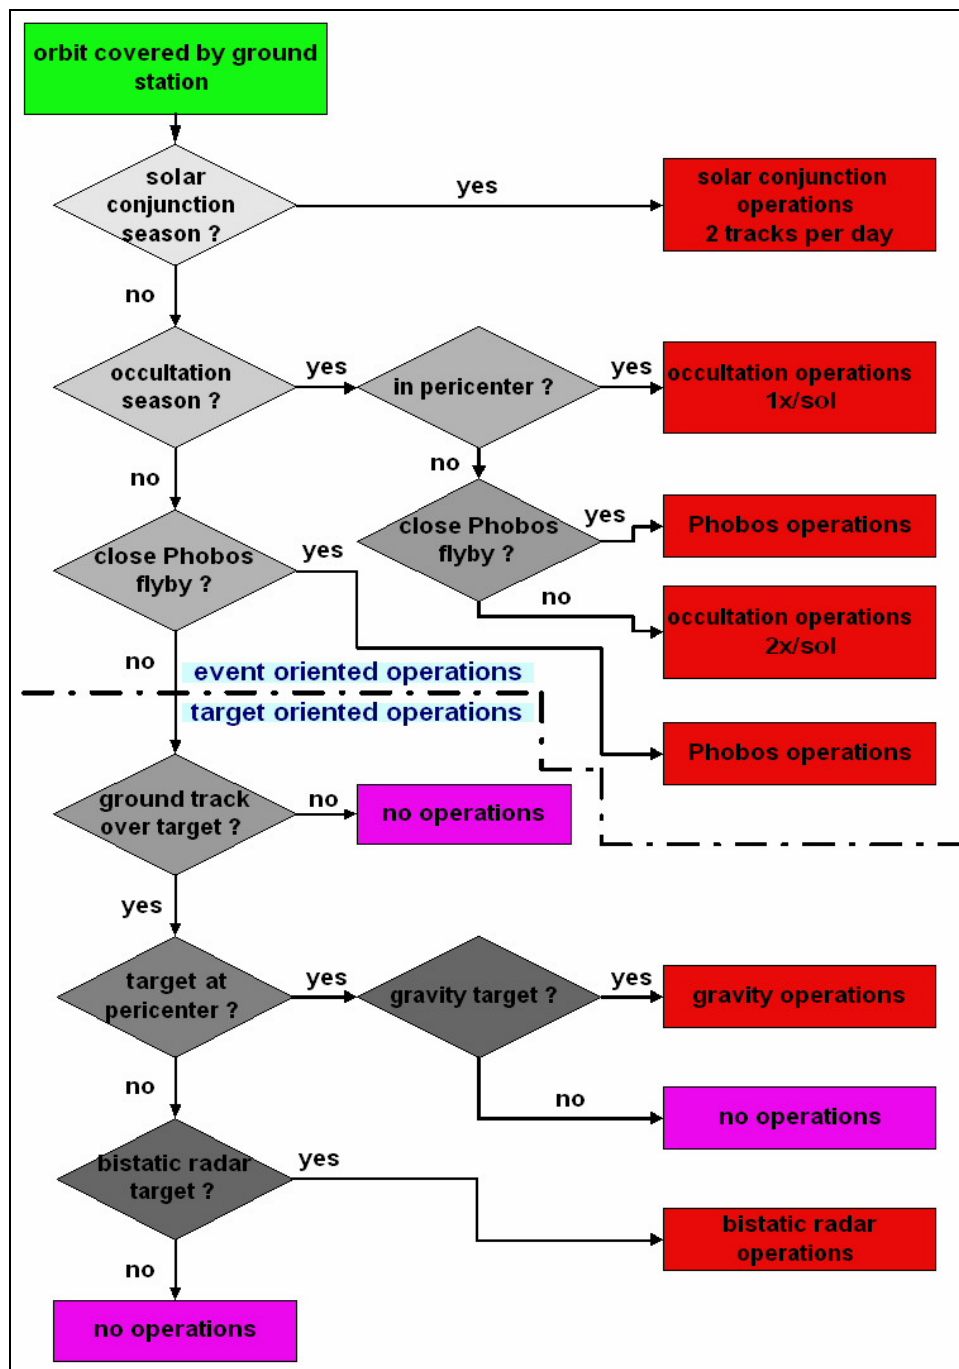 orbit covered by ground
station
solar
conjunction
season ?
yes
solar conjunction
operations
2 tracks per day
no
occultation
season ?
yes
in pericenter ?
yes
occultation operations
1x/sol
no
no
close Phobos
flyby ?
yes
close Phobos
flyby ?
yes
Phobos operations
no
occultation operations
2x/sol
no
event oriented operations
target oriented operations
Phobos operations
ground track
over target ?
no
no operations
yes
target at
pericenter ?
yes
gravity target ?
yes
gravity operations
no
no
no operations
bistatic radar
target ?
yes
bistatic radar
operations
no
no operations